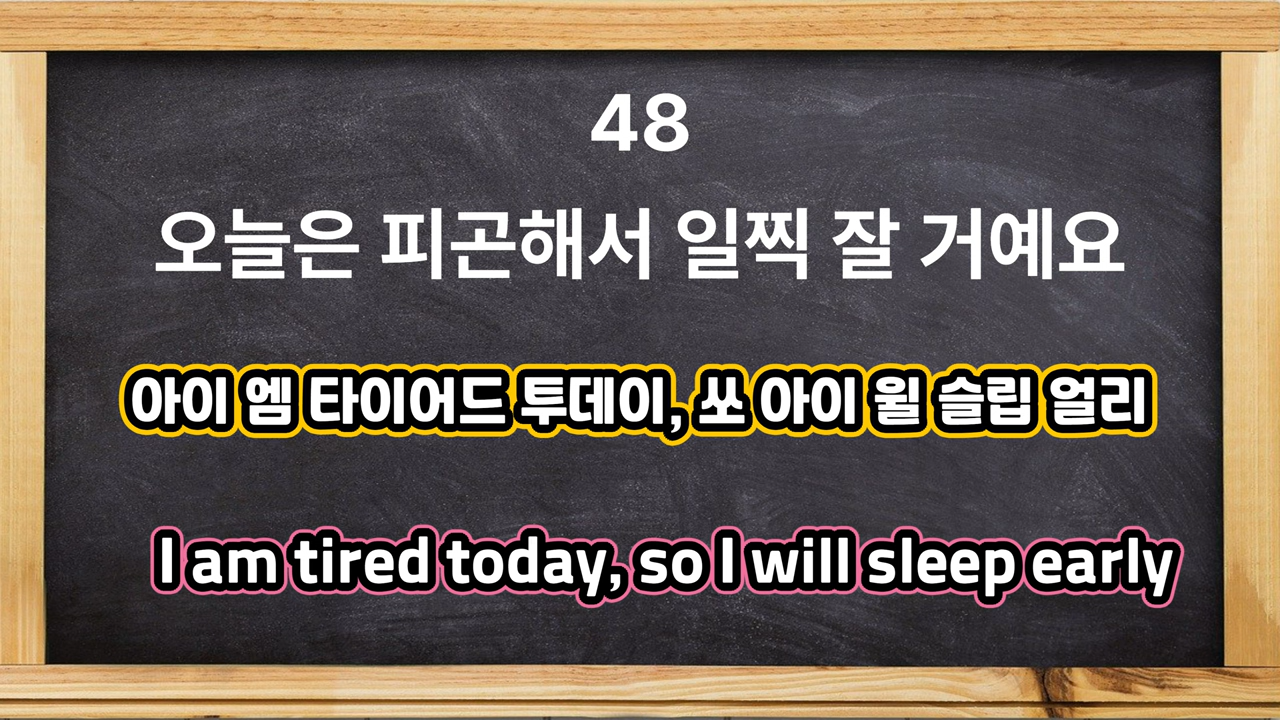 48
오늘은 피곤해서 일찍 잘 거예요
아이 엠 타이어드 투데이, 쏘 아이 윌 슬립 얼리
I am tired today, so I will sleep early